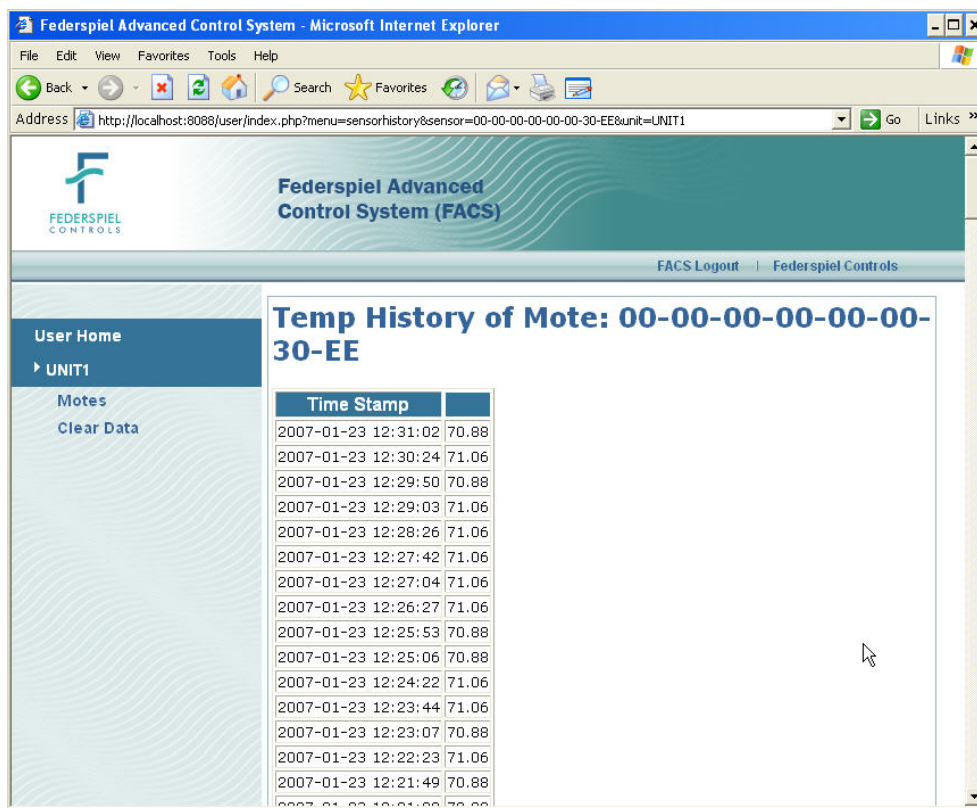 Federspiel Advanced Control System - Microsoft Internet Explorer
File Edit View Favorites Tools Help
Back Search Favorites
Address http://localhost:8088/user/index.php?menu=sensorhistory&sensor=00-00-00-00-00-00-30-EE&unit=UNIT1 Go Links »
FEDERSPIEL
CONTROLS
Federspiel Advanced
Control System (FACS)
FACS Logout | Federspiel Controls
User Home
UNIT1
Motes
Clear Data
Temp History of Mote: 00-00-00-00-00-00-
30-EE
Time Stamp
2007-01-23 12:31:02 70.88
2007-01-23 12:30:24 71.06
2007-01-23 12:29:50 70.88
2007-01-23 12:29:03 71.06
2007-01-23 12:28:26 71.06
2007-01-23 12:27:42 71.06
2007-01-23 12:27:04 71.06
2007-01-23 12:26:27 71.06
2007-01-23 12:25:53 70.88
2007-01-23 12:25:06 70.88
2007-01-23 12:24:22 71.06
2007-01-23 12:23:44 71.06
2007-01-23 12:23:07 70.88
2007-01-23 12:22:23 71.06
2007-01-23 12:21:49 70.88